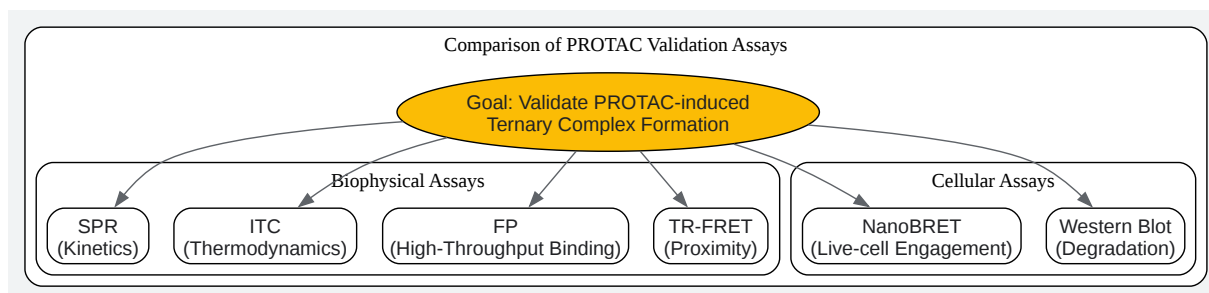 Comparison of PROTAC Validation Assays
Goal: Validate PROTAC-induced
Ternary Complex Formation
Biophysical Assays
Cellular Assays
SPR
(Kinetics)
ITC
(Thermodynamics)
FP
(High-Throughput Binding)
TR-FRET
(Proximity)
NanoBRET
(Live-cell Engagement)
Western Blot
(Degradation)